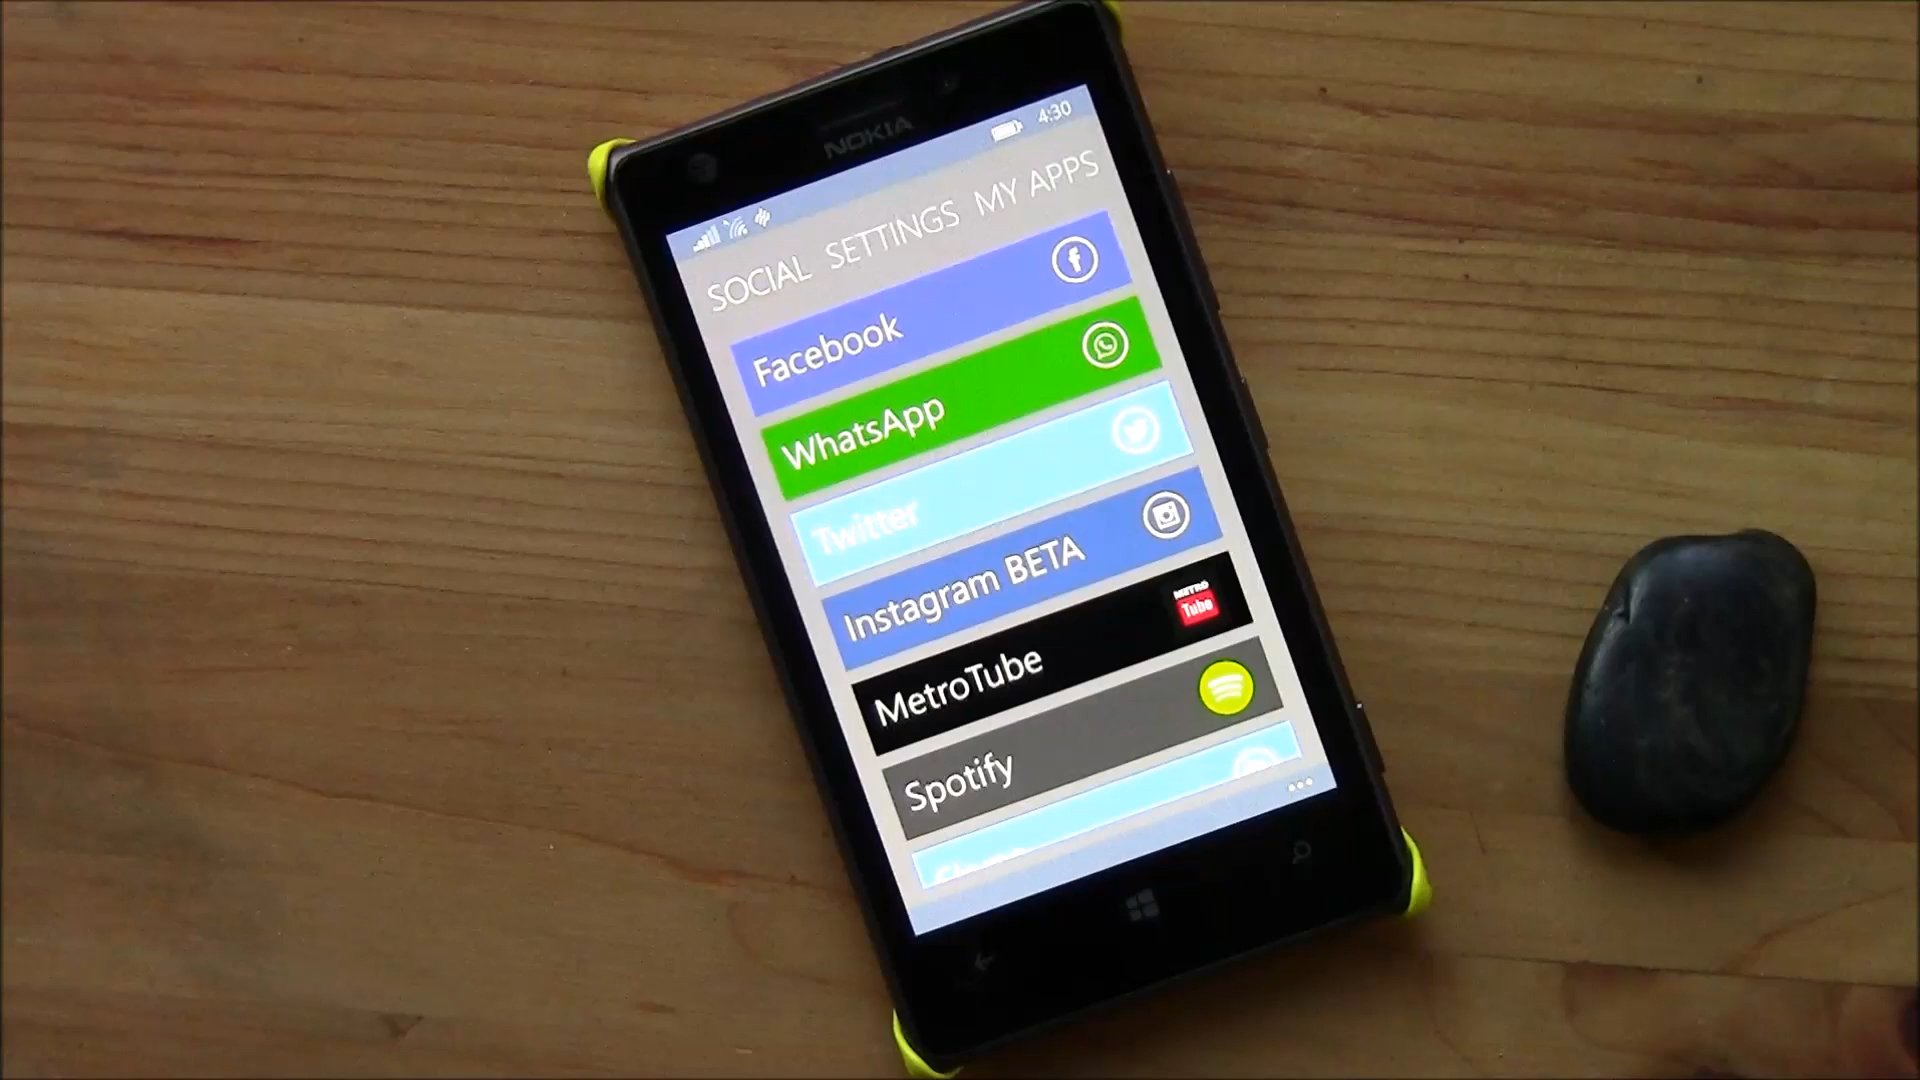 NOKIA
4:30
SOCIAL SETTINGS MY APPS
Facebook
WhatsApp
Twitter
Instagram BETA
MetroTube
METRO
Tube
Spotify